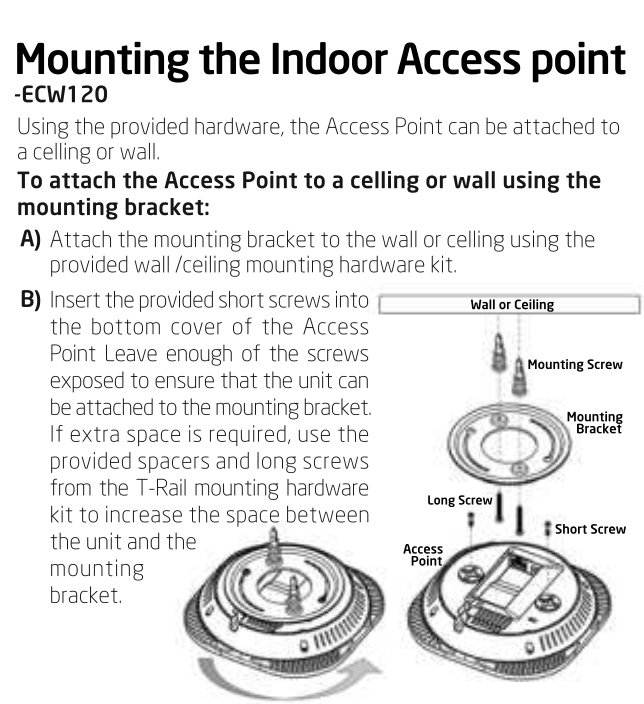 Mounting the Indoor Access point
-ECW120
Using the provided hardware, the Access Point can be attached to
a celling or wall.
To attach the Access Point to a celling or wall using the
mounting bracket:
A) Attach the mounting bracket to the wall or celling using the
provided wall /ceiling mounting hardware kit.
B) Insert the provided short screws into
the bottom cover of the Access
Point Leave enough of the screws
exposed to ensure that the unit can
be attached to the mounting bracket.
If extra space is required, use the
provided spacers and long screws
from the T-Rail mounting hardware
kit to increase the space between
the unit and the
mounting
bracket.
Wall or Ceiling
Mounting Screw
Mounting
Bracket
Long Screw
Short Screw
Access
Point